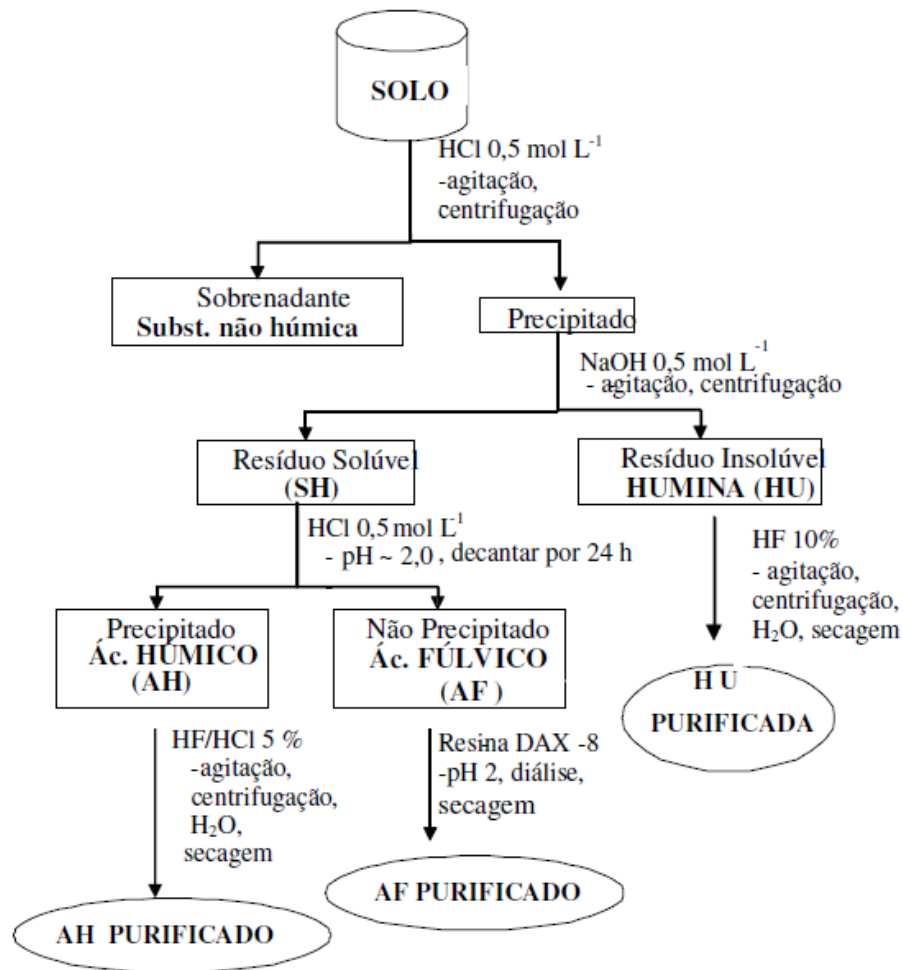 SOLO
HCl 0,5 mol L⁻¹
-agitação,
centrifugação
Sobrenadante
Subst. não húmica
Precipitado
NaOH 0,5 mol L⁻¹
- agitação, centrifugação
Resíduo Solúvel
(SH)
Resíduo Insolúvel
HUMINA (HU)
HCl 0,5 mol L⁻¹
- pH ~ 2,0 , decantar por 24 h
HF 10%
- agitação,
centrifugação,
H₂O, secagem
Precipitado
Ác. HÚMICO
(AH)
Não Precipitado
Ác. FÚLVICO
(AF )
H U
PURIFICADA
HF/HCl 5 %
-agitação,
centrifugação,
H₂O,
secagem
Resina DAX -8
-pH 2, diálise,
secagem
AF PURIFICADO
AH PURIFICADO